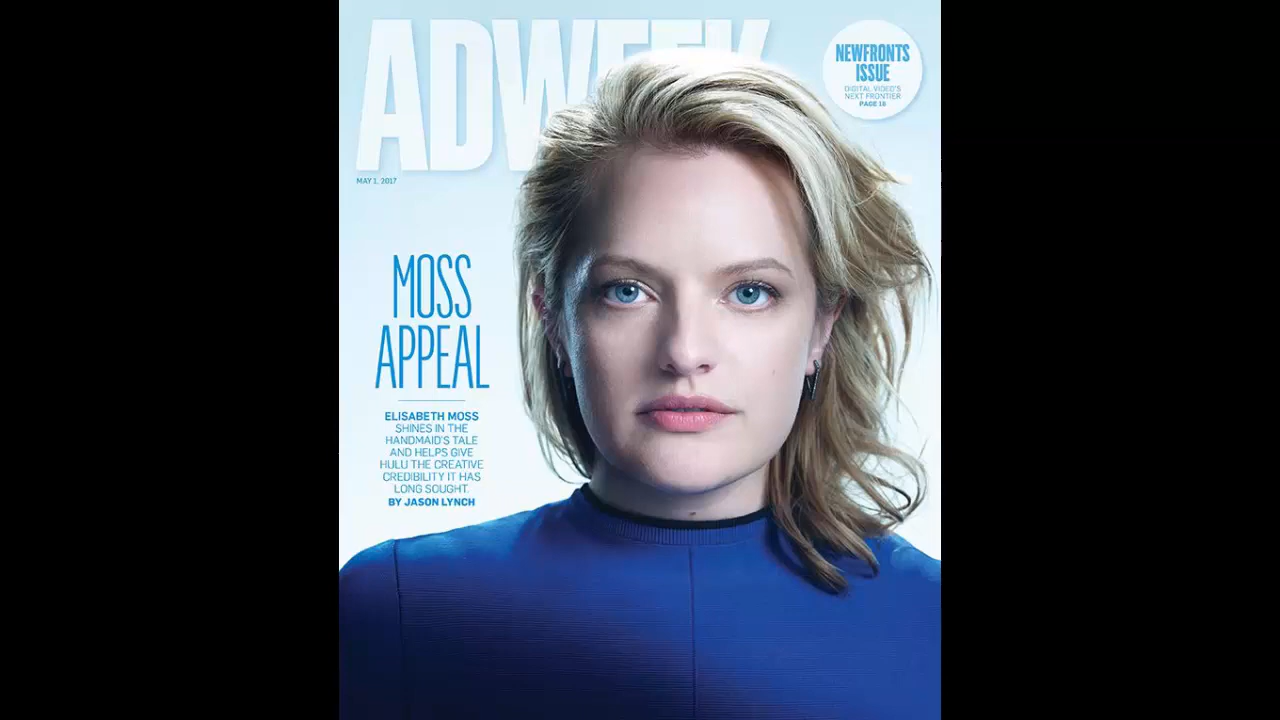 ADWEEK
NEWFRONTS
ISSUE
DIGITAL VIDEO'S
NEXT FRONTIER
PAGE 18
MAY 1, 2017
MOSS
APPEAL
ELISABETH MOSS
SHINES IN THE
HANDMAID'S TALE
AND HELPS GIVE
HULU THE CREATIVE
CREDIBILITY IT HAS
LONG SOUGHT.
BY JASON LYNCH